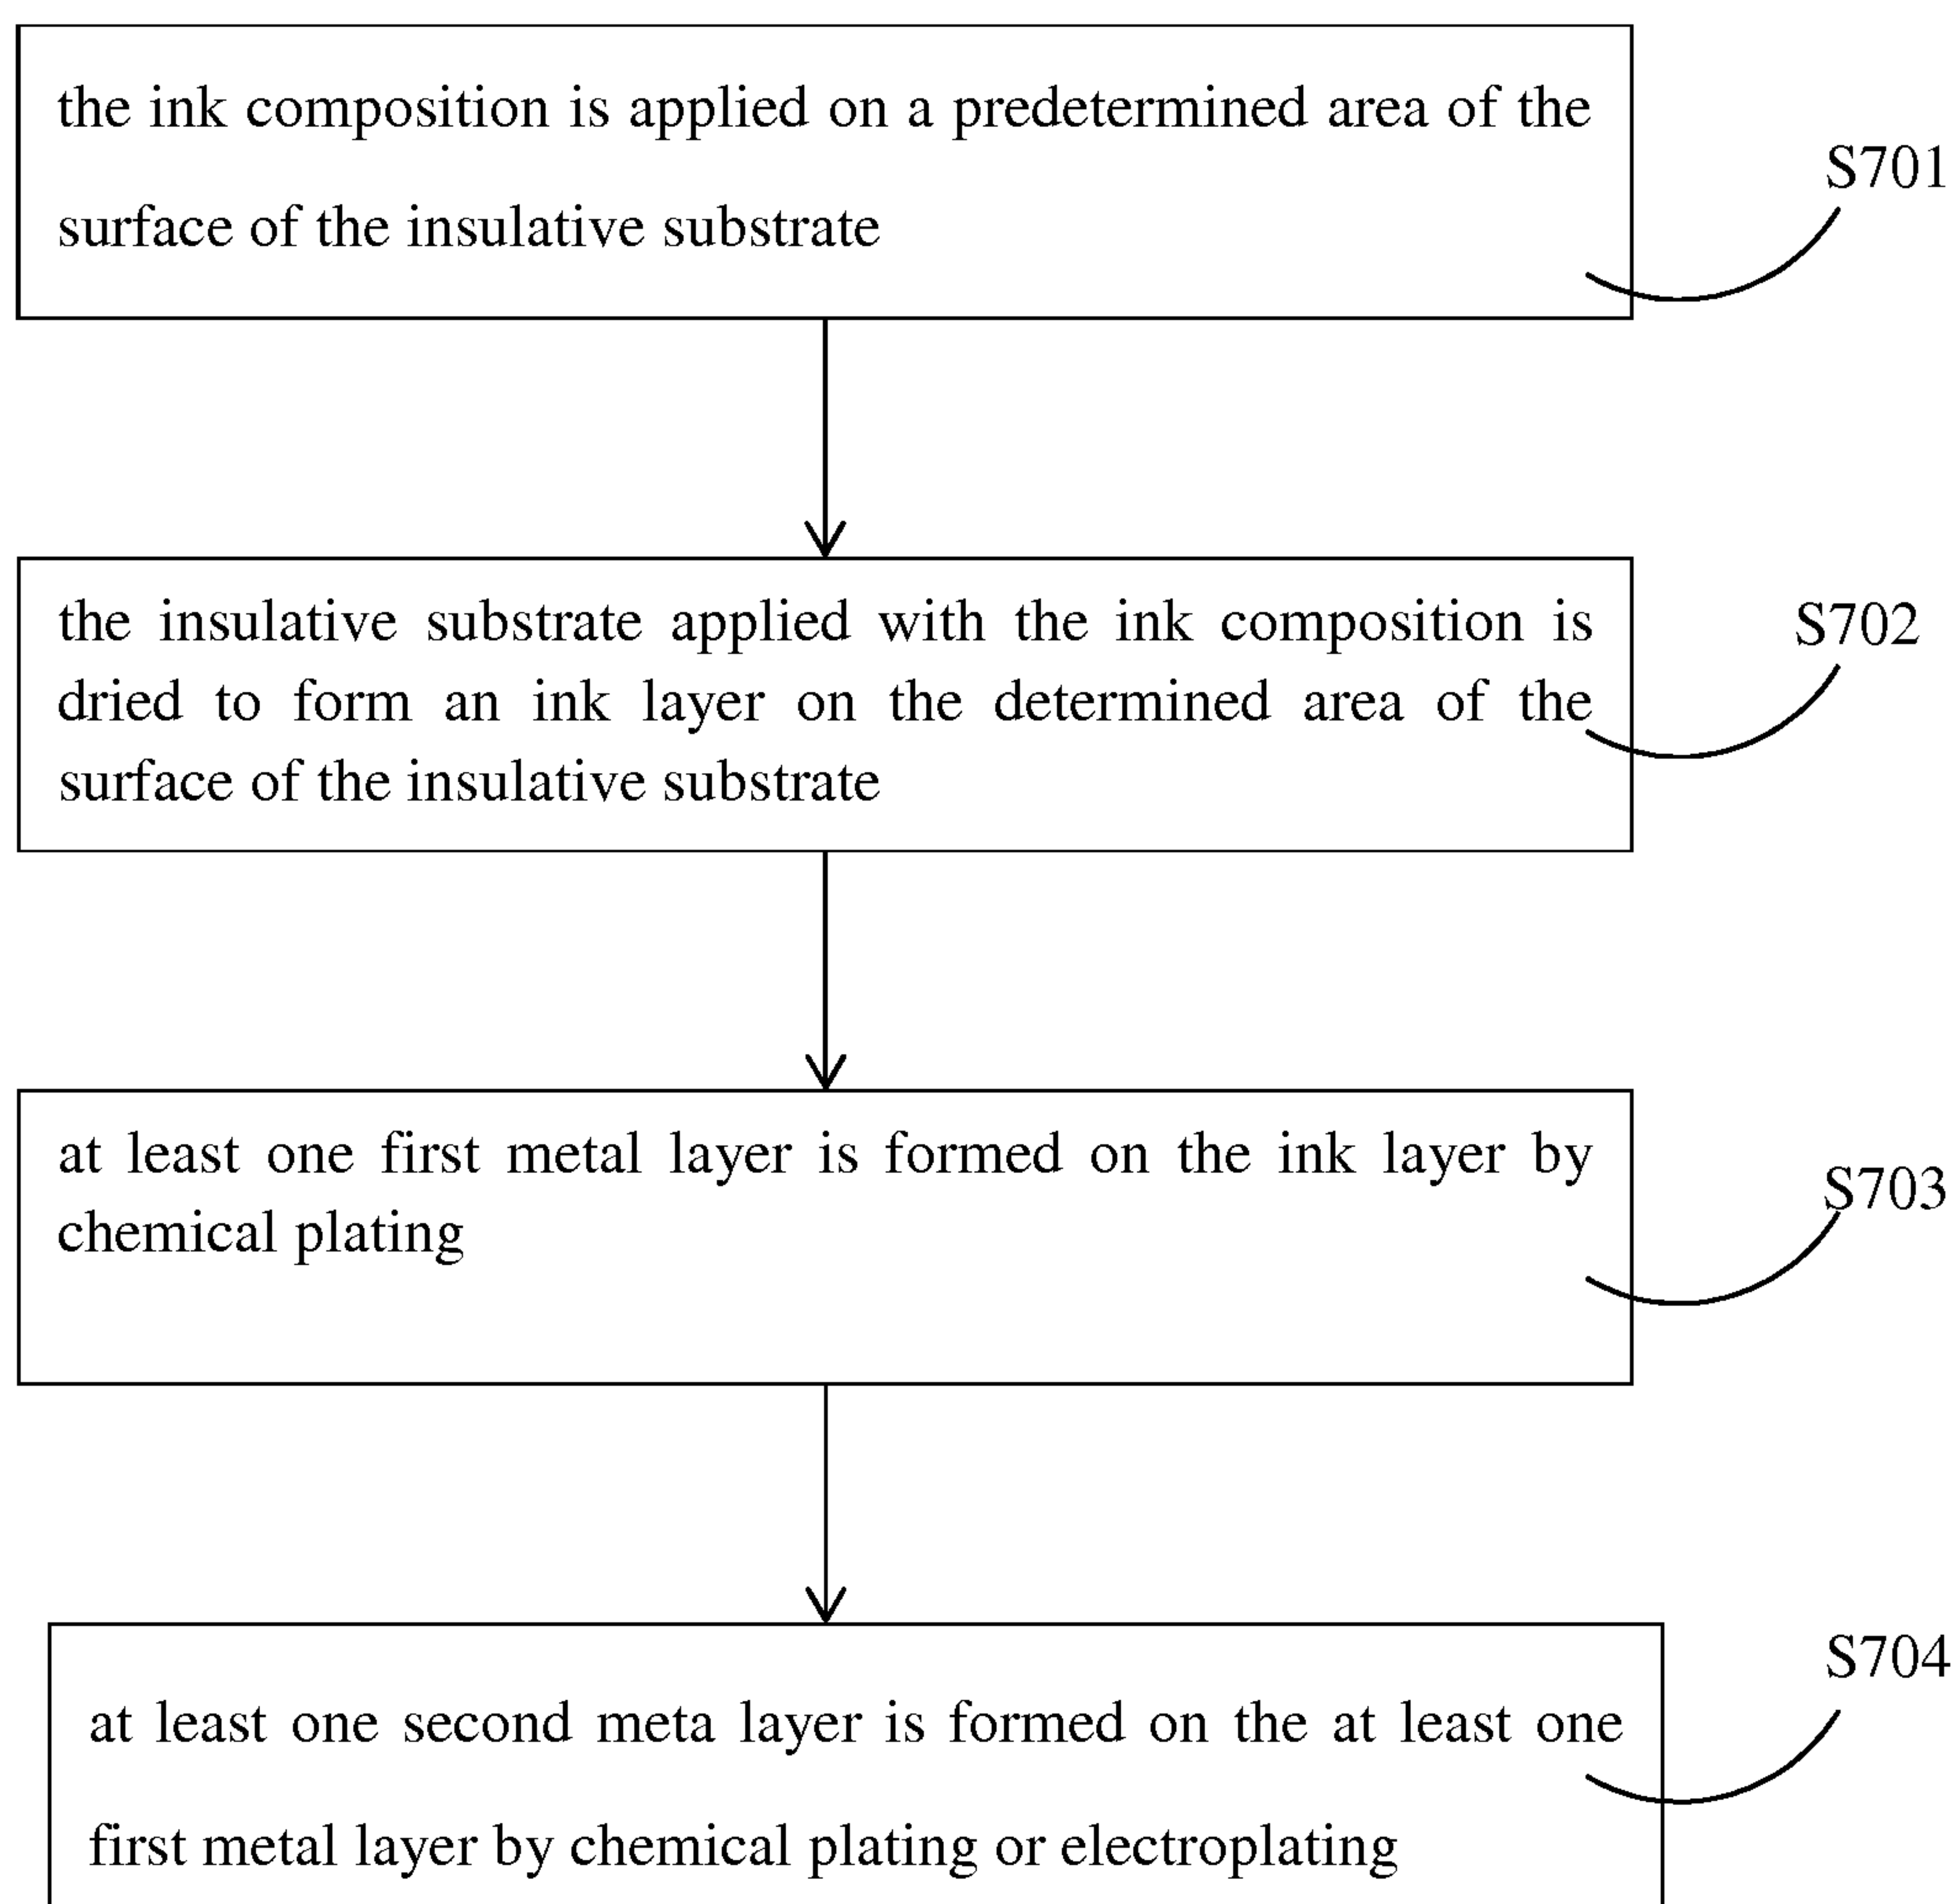 the ink composition is applied on a predetermined area of the
surface of the insulative substrate
S701
the insulative substrate applied with the ink composition is
dried to form an ink layer on the determined area of the
surface of the insulative substrate
S702
at least one first metal layer is formed on the ink layer by
chemical plating
S703
at least one second meta layer is formed on the at least one
first metal layer by chemical plating or electroplating
S704